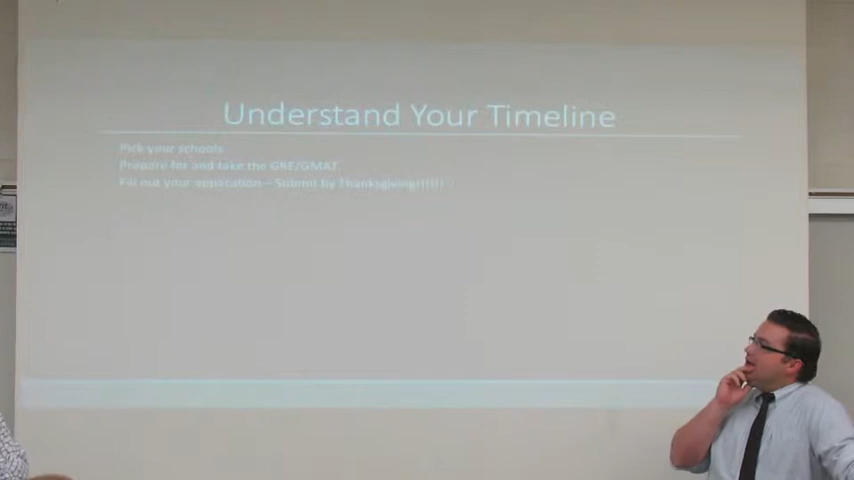 Understand Your Timeline
Pick your schools
Prepare for and take the GRE/GMAT
Fill out your application – Submit by Thanksgiving!!!!!!